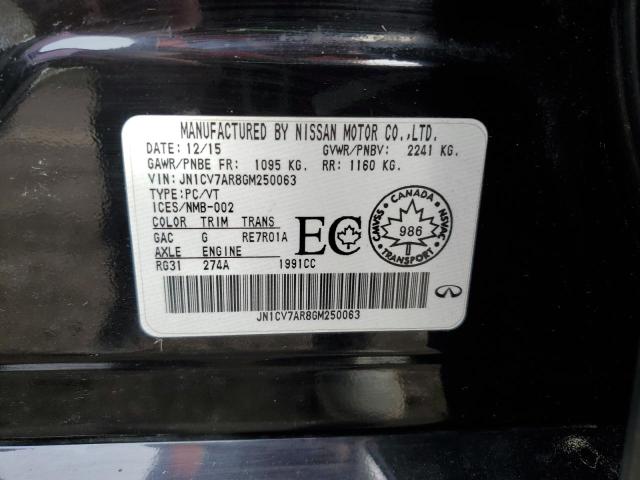 MANUFACTURED BY NISSAN MOTOR CO.,LTD.
DATE: 12/15 GVWR/PNBV: 2241 KG.
GAWR/PNBE FR: 1095 KG. RR: 1160 KG.
VIN: JN1CV7AR8GM250063
TYPE:PC/VT
ICES/NMB-002
COLOR TRIM TRANS
GAC G RE7R01A
AXLE ENGINE
RG31 274A 1991CC
EC
CANADA
CMVSS
986
NSVAC
TRANSPORT
JN1CV7AR8GM250063